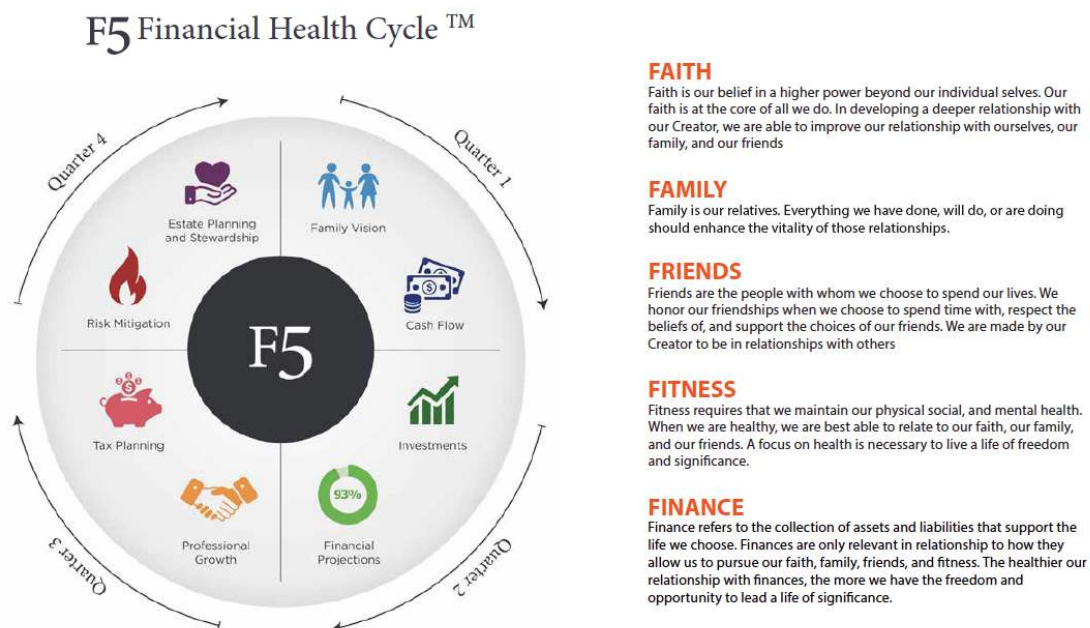 F5 Financial Health Cycle ™
Quarter 4
Quarter 1
Estate Planning
and Stewardship
Family Vision
Risk Mitigation
Cash Flow
F5
Tax Planning
Investments
93%
Professional
Growth
Financial
Projections
Quarter 3
Quarter 2
FAITH
Faith is our belief in a higher power beyond our individual selves. Our
faith is at the core of all we do. In developing a deeper relationship with
our Creator, we are able to improve our relationship with ourselves, our
family, and our friends
FAMILY
Family is our relatives. Everything we have done, will do, or are doing
should enhance the vitality of those relationships.
FRIENDS
Friends are the people with whom we choose to spend our lives. We
honor our friendships when we choose to spend time with, respect the
beliefs of, and support the choices of our friends. We are made by our
Creator to be in relationships with others
FITNESS
Fitness requires that we maintain our physical social, and mental health.
When we are healthy, we are best able to relate to our faith, our family,
and our friends. A focus on health is necessary to live a life of freedom
and significance.
FINANCE
Finance refers to the collection of assets and liabilities that support the
life we choose. Finances are only relevant in relationship to how they
allow us to pursue our faith, family, friends, and fitness. The healthier our
relationship with finances, the more we have the freedom and
opportunity to lead a life of significance.